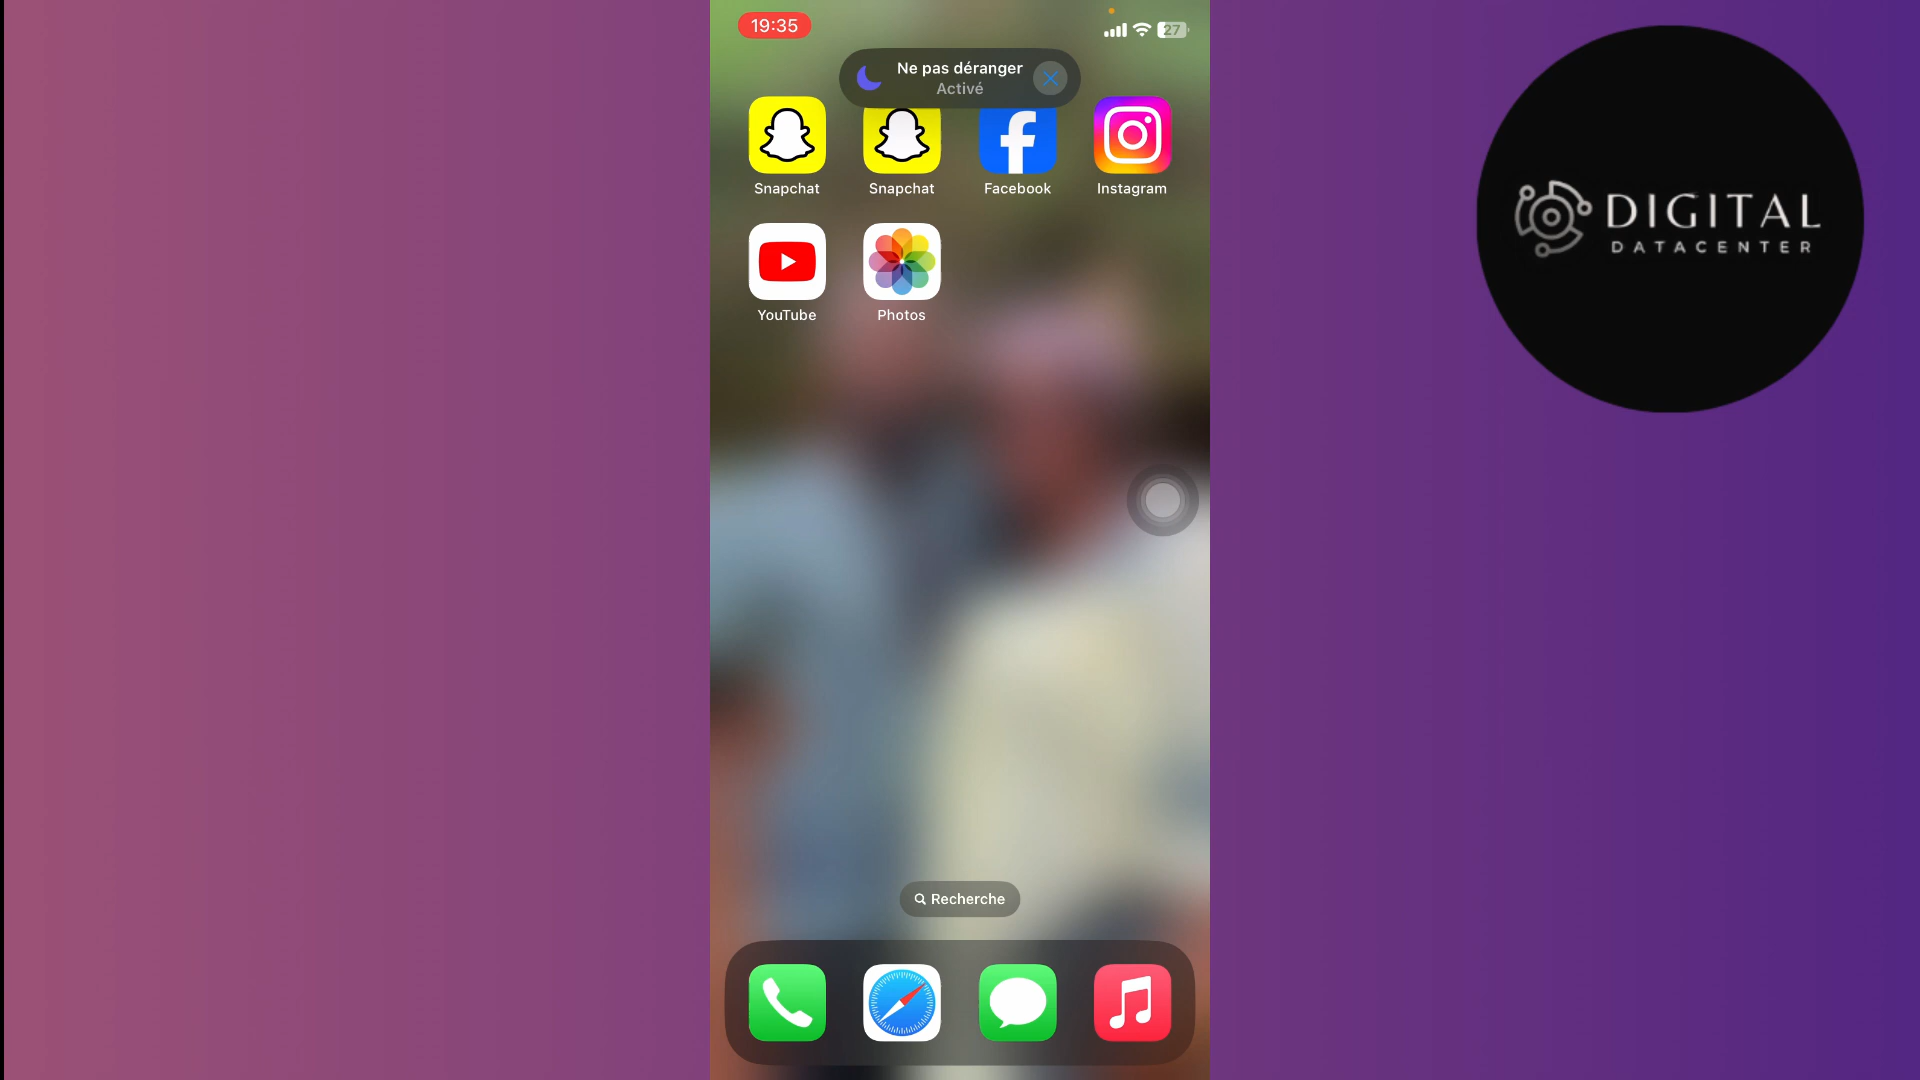 19:35
27
Ne pas déranger
Activé
Snapchat
Snapchat
Facebook
Instagram
YouTube
Photos
Recherche
DIGITAL
DATACENTER